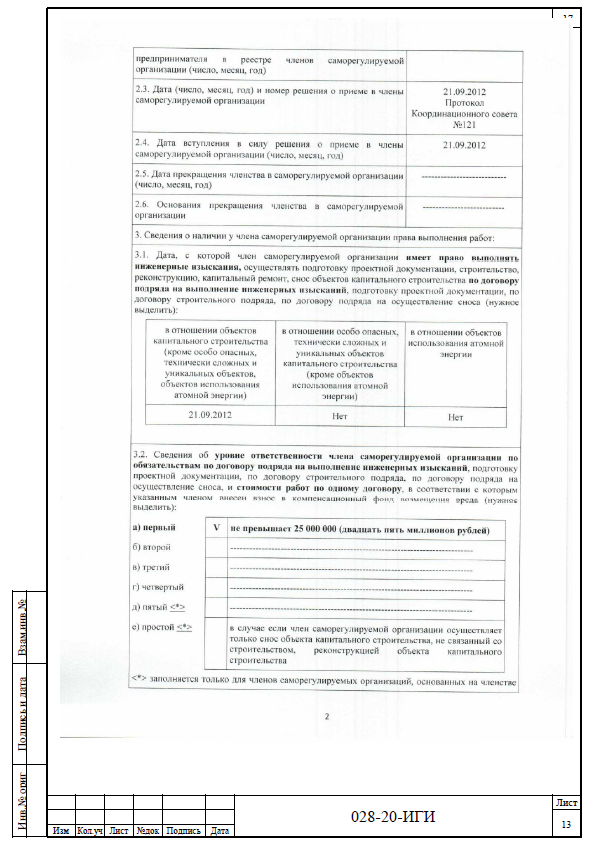 17
предпринимателя в реестре членов саморегулируемой
организации (число, месяц, год)
2.3. Дата (число, месяц, год) и номер решения о приеме в члены
саморегулируемой организации
21.09.2012
Протокол
Координационного совета
№121
2.4. Дата вступления в силу решения о приеме в члены
саморегулируемой организации (число, месяц, год)
21.09.2012
2.5. Дата прекращения членства в саморегулируемой организации
(число, месяц, год)
--------------------------
2.6. Основания прекращения членства в саморегулируемой
организации
-------------------------
3. Сведения о наличии у члена саморегулируемой организации права выполнения работ:
3.1. Дата, с которой член саморегулируемой организации имеет право выполнять
инженерные изыскания, осуществлять подготовку проектной документации, строительство,
реконструкцию, капитальный ремонт, снос объектов капитального строительства по договору
подряда на выполнение инженерных изысканий, подготовку проектной документации, по
договору строительного подряда, по договору подряда на осуществление сноса (нужное
выделить):
в отношении объектов
капитального строительства
(кроме особо опасных,
технически сложных и
уникальных объектов,
объектов использования
атомной энергии)
в отношении особо опасных,
технически сложных и
уникальных объектов
капитального строительства
(кроме объектов
использования атомной
энергии)
в отношении объектов
использования атомной
энергии
21.09.2012
Нет
Нет
3.2. Сведения об уровне ответственности члена саморегулируемой организации по
обязательствам по договору подряда на выполнение инженерных изысканий, подготовку
проектной документации, по договору строительного подряда, по договору подряда на
осуществление сноса, и стоимости работ по одному договору, в соответствии с которым
указанным членом внесен взнос в компенсационный фонд возмещения вреда (нужное
выделить):
а) первый V не превышает 25 000 000 (двадцать пять миллионов рублей)
б) второй ------------------------------------------------------------------------
в) третий ------------------------------------------------------------------------
г) четвертый ------------------------------------------------------------------------
д) пятый <*> ------------------------------------------------------------------------
е) простой <*>
в случае если член саморегулируемой организации осуществляет
только снос объекта капитального строительства, не связанный со
строительством, реконструкцией объекта капитального
строительства
<*> заполняется только для членов саморегулируемых организаций, основанных на членстве
2
Взам.инв.№
Подпись и дата
Инв.№ ориг
Изм Кол.уч Лист №док Подпись Дата
028-20-ИГИ
Лист
13